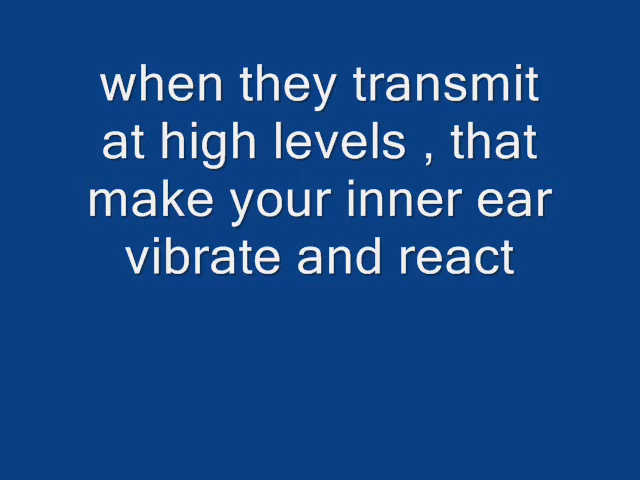 when they transmit
at high levels , that
make your inner ear
vibrate and react